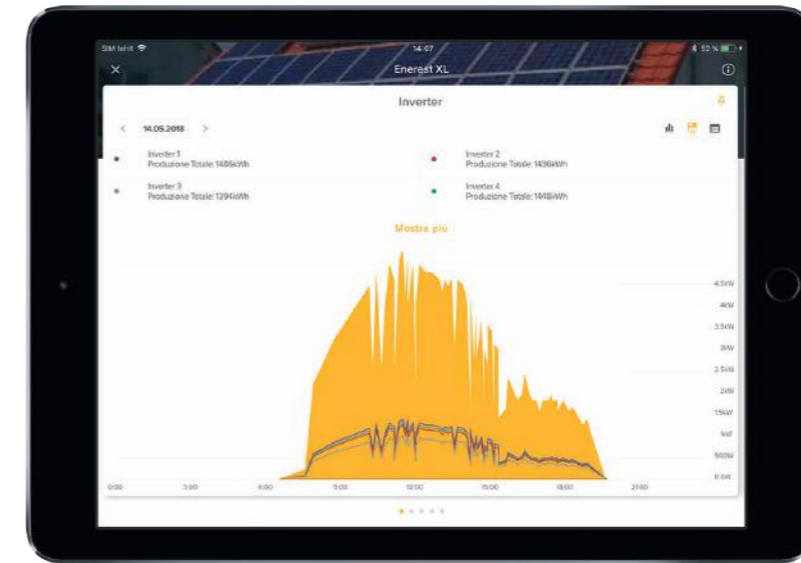 SIM fehlt
14:07
52 %
Enerest XL
Inverter
14.05.2018
Inverter 1
Produzione Totale: 1486kWh
Inverter 2
Produzione Totale: 1436kWh
Inverter 3
Produzione Totale: 1394kWh
Inverter 4
Produzione Totale: 1448kWh
Mostra più
4.5kW
4kW
3.5kW
3kW
2.5kW
2kW
1.5kW
1kW
500W
0.0W
0:00 3:00 6:00 9:00 12:00 15:00 18:00 21:00